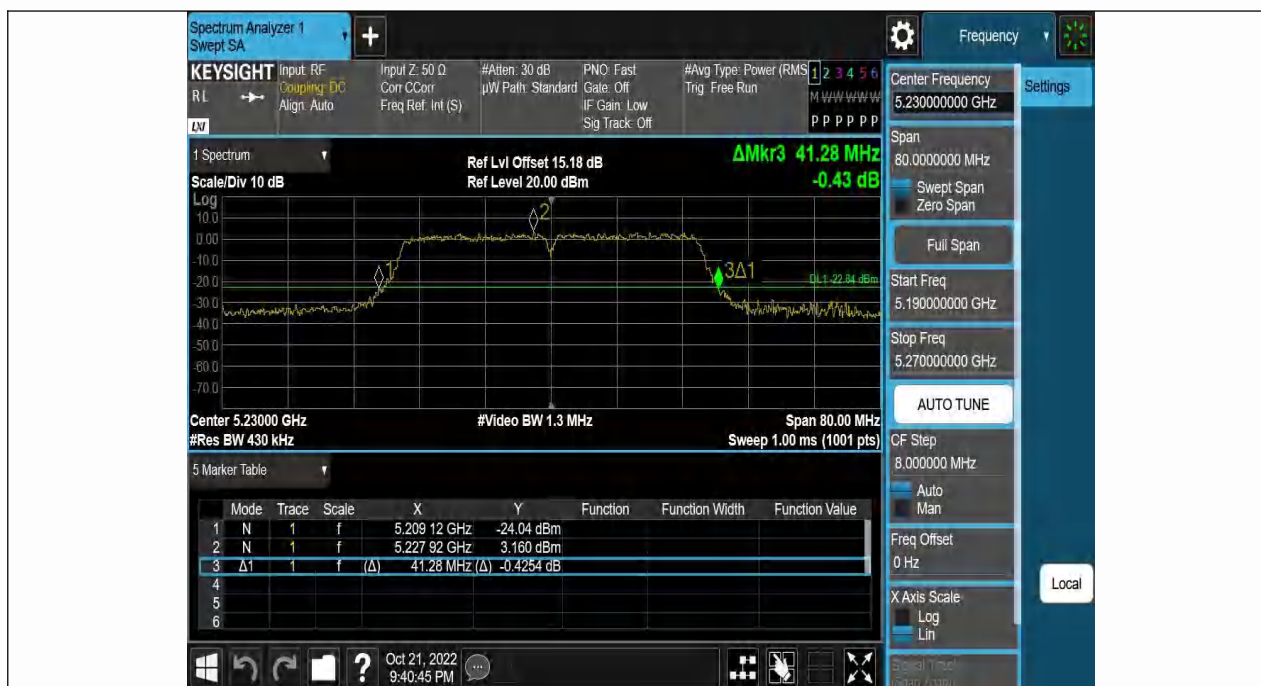 Spectrum Analyzer 1
Swept SA
+
Frequency
KEYSIGHT
RL
LXI
Input: RF
Coupling: DC
Align: Auto
Input Z: 50 Ω
Corr CCorr
Freq Ref: Int (S)
#Atten: 30 dB
µW Path: Standard
PNO: Fast
Gate: Off
IF Gain: Low
Sig Track: Off
#Avg Type: Power (RMS
Trig: Free Run
1 2 3 4 5 6
M W W W W W
P P P P P P
1 Spectrum
Scale/Div 10 dB
Ref Lvl Offset 15.18 dB
Ref Level 20.00 dBm
ΔMkr3 41.28 MHz
-0.43 dB
Log
10.0
0.00
-10.0
-20.0
-30.0
-40.0
-50.0
-60.0
-70.0
1
2
3Δ1
DL1 -22.84 dBm
Center 5.23000 GHz
#Video BW 1.3 MHz
Span 80.00 MHz
#Res BW 430 kHz
Sweep 1.00 ms (1001 pts)
5 Marker Table
Mode Trace Scale X Y Function Function Width Function Value
1 N 1 f 5.209 12 GHz -24.04 dBm
2 N 1 f 5.227 92 GHz 3.160 dBm
3 Δ1 1 f (Δ) 41.28 MHz (Δ) -0.4254 dB
4
5
6
?
Oct 21, 2022
9:40:45 PM
Center Frequency
5.230000000 GHz
Settings
Span
80.0000000 MHz
Swept Span
Zero Span
Full Span
Start Freq
5.190000000 GHz
Stop Freq
5.270000000 GHz
AUTO TUNE
CF Step
8.000000 MHz
Auto
Man
Freq Offset
0 Hz
X Axis Scale
Log
Lin
Local